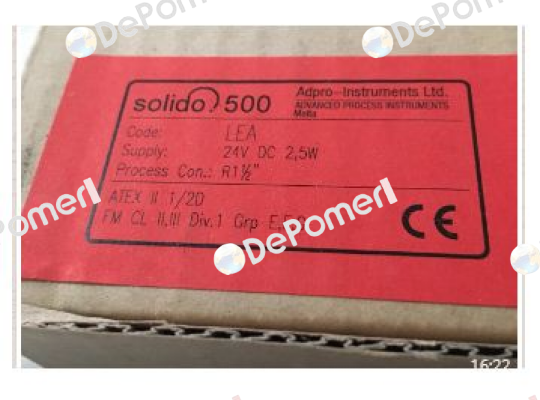 DePomerl
solido 500
Adpro-Instruments Ltd.
ADVANCED PROCESS INSTRUMENTS
Malta
Code: LEA
Supply: 24V DC 2,5W
Process Con.: R1½"
ATEX II 1/2D
FM CL II,III Div.1 Grp E,F,G
CE
DePomerl
DePomerl
16:22